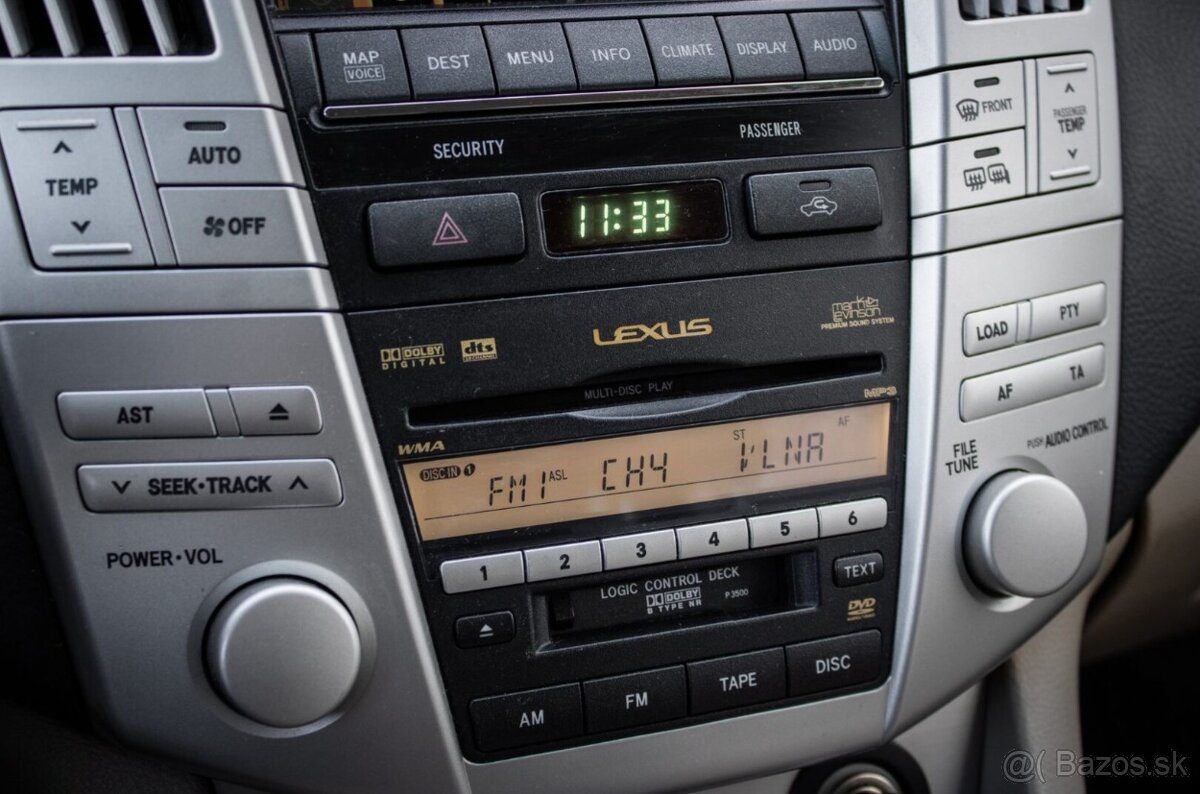 MAP
VOICE
DEST
MENU
INFO
CLIMATE
DISPLAY
AUDIO
TEMP
AUTO
OFF
SECURITY
PASSENGER
FRONT
PASSENGER
TEMP
11:33
LEXUS
DOLBY
DIGITAL
dts
mark
levinson
PREMIUM SOUND SYSTEM
LOAD
PTY
AF
TA
MULTI-DISC PLAY
MP3
WMA
AST
SEEK•TRACK
POWER•VOL
DISC IN 1
FM1 ASL CH4 ST VLNA AF
FILE
TUNE
PUSH AUDIO CONTROL
1 2 3 4 5 6
LOGIC CONTROL DECK
DOLBY
B TYPE NR
P3500
TEXT
DVD
AM
FM
TAPE
DISC
@( Bazos.sk